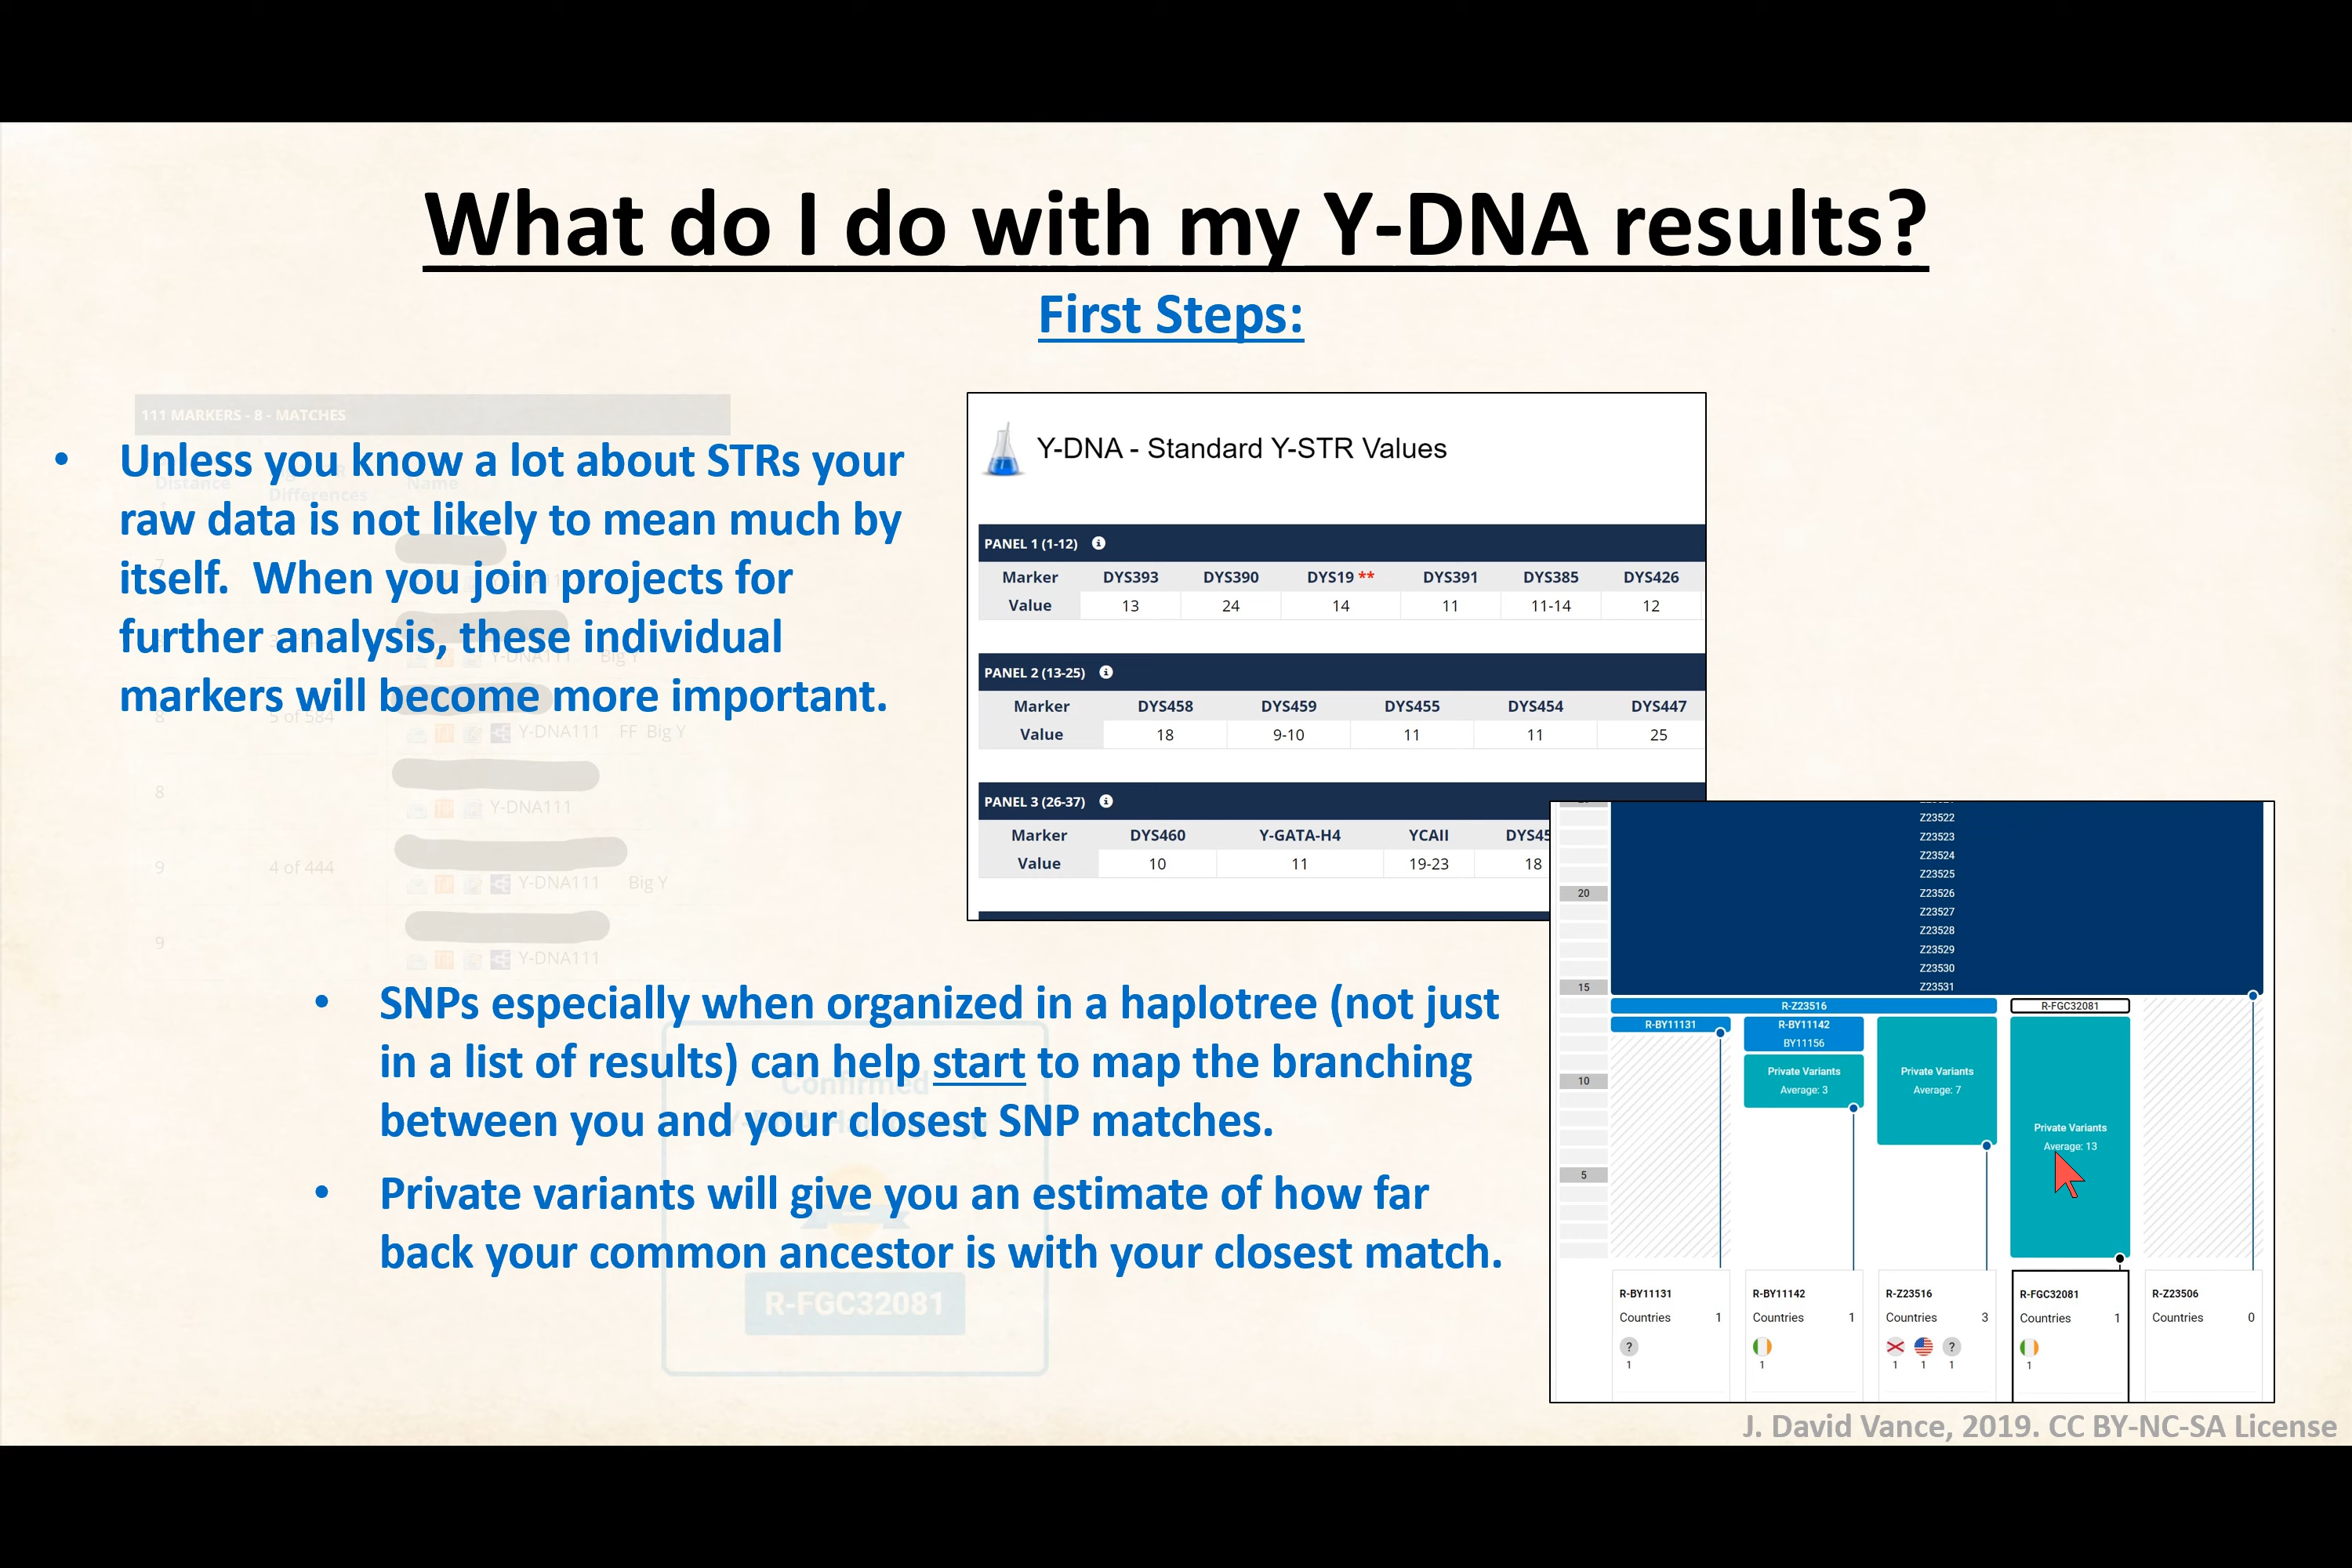 What do I do with my Y-DNA results?
First Steps:
111 MARKERS - 8 - MATCHES
Distance
Differences
Name
• Unless you know a lot about STRs your
raw data is not likely to mean much by
itself. When you join projects for
further analysis, these individual
markers will become more important.
Y-DNA111 Big Y
8 5 of 584
Y-DNA111 FF Big Y
8
Y-DNA111
9 4 of 444
Y-DNA111 Big Y
9
Y-DNA111
Y-DNA - Standard Y-STR Values
PANEL 1 (1-12)
Marker DYS393 DYS390 DYS19 ** DYS391 DYS385 DYS426
Value 13 24 14 11 11-14 12
PANEL 2 (13-25)
Marker DYS458 DYS459 DYS455 DYS454 DYS447
Value 18 9-10 11 11 25
PANEL 3 (26-37)
Marker DYS460 Y-GATA-H4 YCAII DYS45
Value 10 11 19-23 18
• SNPs especially when organized in a haplotree (not just
in a list of results) can help start to map the branching
between you and your closest SNP matches.
• Private variants will give you an estimate of how far
back your common ancestor is with your closest match.
Confirmed
R-FGC32081
Z23522
Z23523
Z23524
Z23525
20 Z23526
Z23527
Z23528
Z23529
Z23530
15 Z23531
R-Z23516 R-FGC32081
R-BY11131 R-BY11142
BY11156
Private Variants Private Variants
10 Average: 3 Average: 7
Private Variants
Average: 13
5
R-BY11131 R-BY11142 R-Z23516 R-FGC32081 R-Z23506
Countries 1 Countries 1 Countries 3 Countries 1 Countries 0
? ?
1 1 1 1 1 1
J. David Vance, 2019. CC BY-NC-SA License